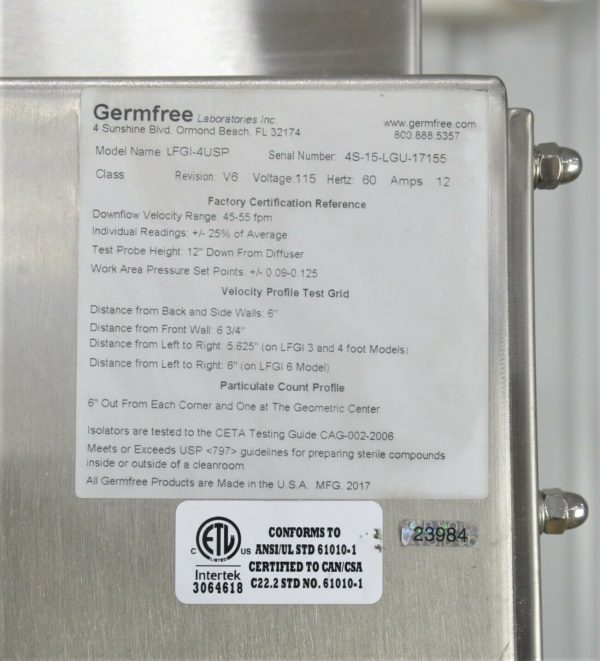 Germfree Laboratories Inc.
4 Sunshine Blvd. Ormond Beach, FL 32174
www.germfree.com
800.888.5357
Model Name: LFGI-4USP Serial Number: 4S-15-LGU-17155
Class Revision: V6 Voltage:115 Hertz: 60 Amps 12
Factory Certification Reference
Downflow Velocity Range: 45-55 fpm
Individual Readings: +/- 25% of Average
Test Probe Height: 12" Down From Diffuser
Work Area Pressure Set Points: +/- 0.09-0.125
Velocity Profile Test Grid
Distance from Back and Side Walls: 6"
Distance from Front Wall: 6 3/4"
Distance from Left to Right: 5.625" (on LFGI 3 and 4 foot Models)
Distance from Left to Right: 6" (on LFGI 6 Model)
Particulate Count Profile
6" Out From Each Corner and One at The Geometric Center
Isolators are tested to the CETA Testing Guide CAG-002-2006
Meets or Exceeds USP <797> guidelines for preparing sterile compounds
inside or outside of a cleanroom.
All Germfree Products are Made in the U.S.A. MFG. 2017
C ETL US
Intertek
3064618
CONFORMS TO
ANSI/UL STD 61010-1
CERTIFIED TO CAN/CSA
C22.2 STD NO. 61010-1
23984